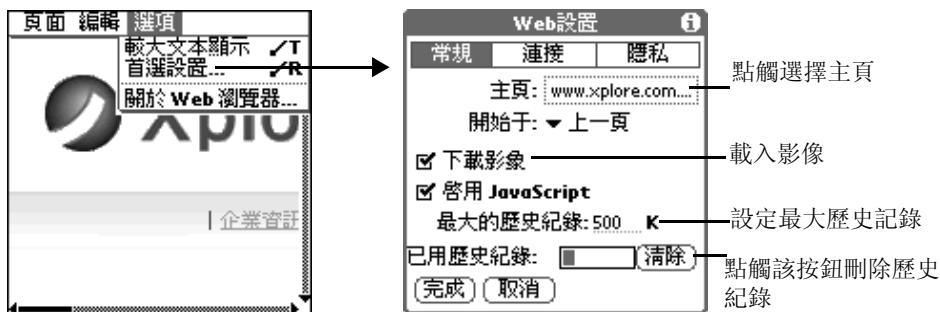 頁面 編輯 選項
較大文本顯示 ／T
首選設置... ／R
關於 Web 瀏覽器...
Xplo
企業資訊
Web設置
常規 連接 隱私
主頁: www.xplore.com....
開始于: 上一頁
下載影象
啓用 JavaScript
最大的歷史紀錄: 500 K
已用歷史紀錄: 清除
完成 取消
點觸選擇主頁
載入影像
設定最大歷史記錄
點觸該按鈕刪除歷史
紀錄